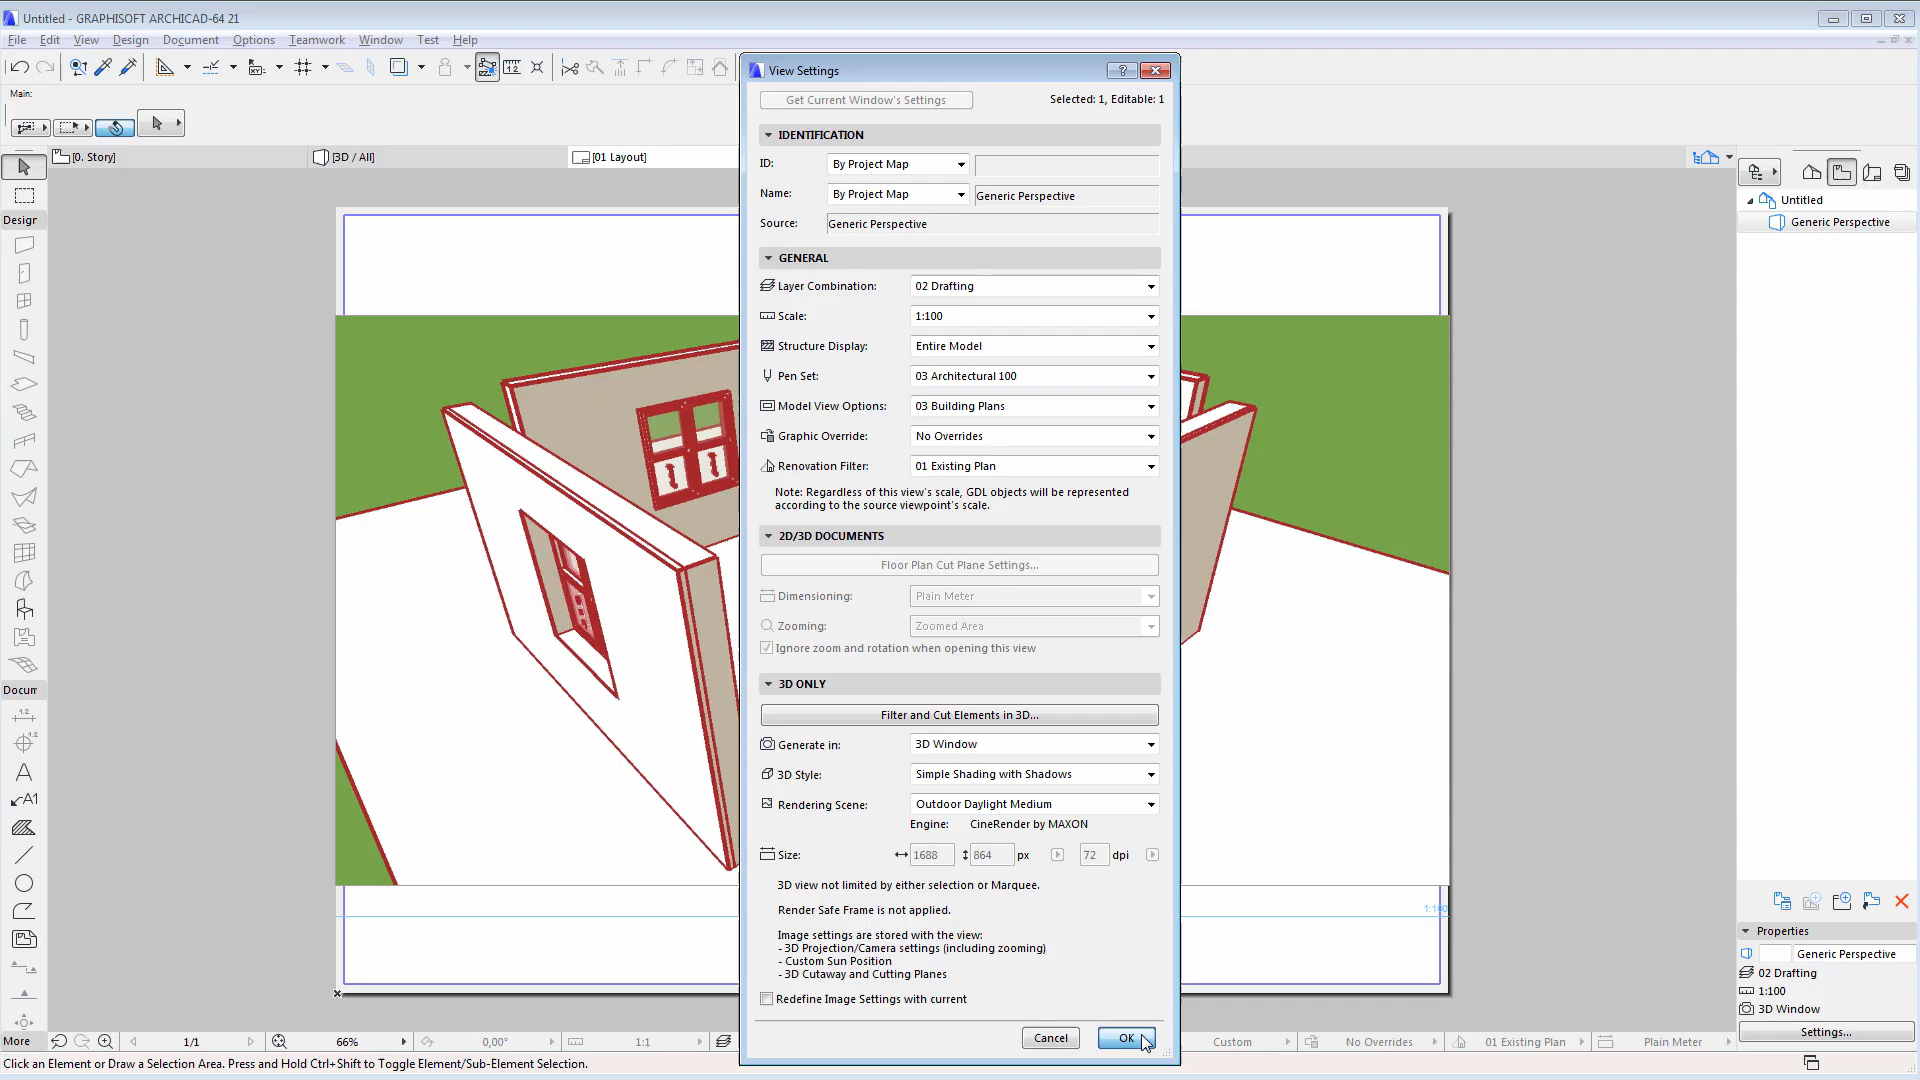 Untitled - GRAPHISOFT ARCHICAD-64 21
File Edit View Design Document Options Teamwork Window Test Help
Main:
[0. Story]
[3D / All]
[01 Layout]
Design
Docum
More
View Settings
Get Current Window's Settings
Selected: 1, Editable: 1
IDENTIFICATION
ID: By Project Map
Name: By Project Map Generic Perspective
Source: Generic Perspective
GENERAL
Layer Combination: 02 Drafting
Scale: 1:100
Structure Display: Entire Model
Pen Set: 03 Architectural 100
Model View Options: 03 Building Plans
Graphic Override: No Overrides
Renovation Filter: 01 Existing Plan
Note: Regardless of this view's scale, GDL objects will be represented
according to the source viewpoint's scale.
2D/3D DOCUMENTS
Floor Plan Cut Plane Settings...
Dimensioning: Plain Meter
Zooming: Zoomed Area
Ignore zoom and rotation when opening this view
3D ONLY
Filter and Cut Elements in 3D...
Generate in: 3D Window
3D Style: Simple Shading with Shadows
Rendering Scene: Outdoor Daylight Medium
Engine: CineRender by MAXON
Size: 1688 864 px 72 dpi
3D view not limited by either selection or Marquee.
Render Safe Frame is not applied.
Image settings are stored with the view:
- 3D Projection/Camera settings (including zooming)
- Custom Sun Position
- 3D Cutaway and Cutting Planes
Redefine Image Settings with current
Cancel OK
Untitled
Generic Perspective
Properties
Generic Perspective
02 Drafting
1:100
3D Window
Settings...
1/1 66% 0,00° 1:1 Custom No Overrides 01 Existing Plan Plain Meter
Click an Element or Draw a Selection Area. Press and Hold Ctrl+Shift to Toggle Element/Sub-Element Selection.